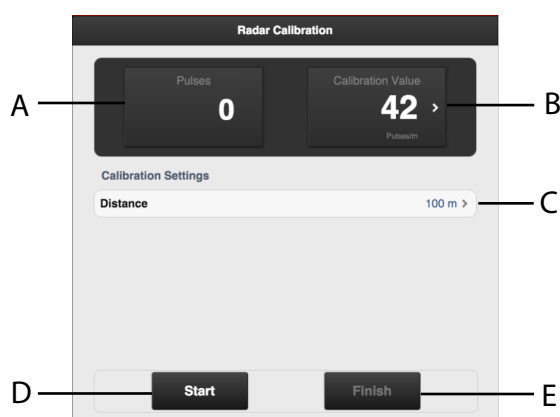 Radar Calibration
Pulses
Calibration Value
A
0
42 >
B
Pulses/m
Calibration Settings
Distance
100 m >
C
D
Start
Finish
E